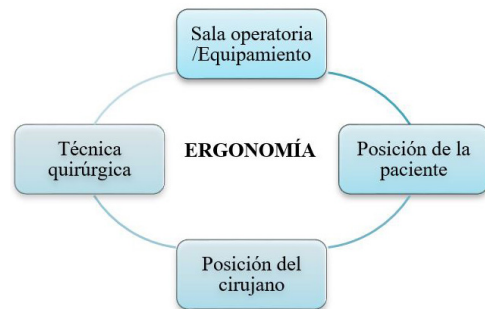 Sala operatoria
/Equipamiento
Técnica
quirúrgica
ERGONOMÍA
Posición de la
paciente
Posición del
cirujano